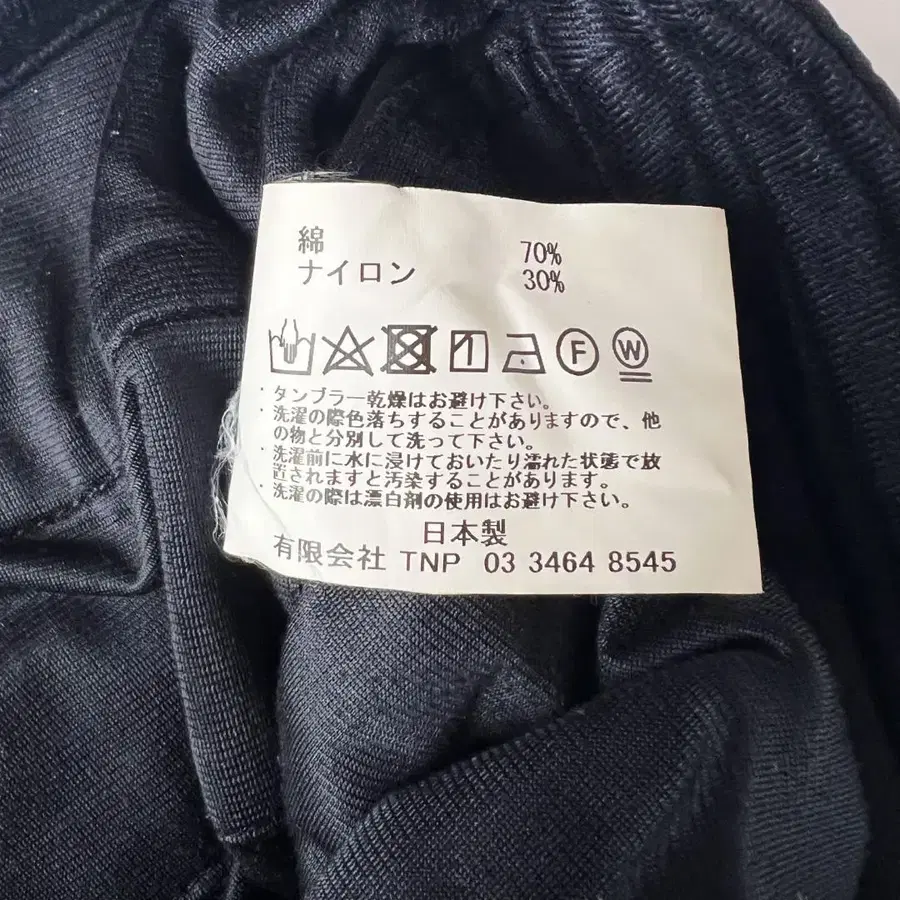 綿 70%
ナイロン 30%
F W
・タンブラー乾燥はお避け下さい。
・洗濯の際色落ちすることがありますので、他
の物と分別して洗って下さい。
・洗濯前に水に浸けておいたり濡れた状態で放
置されますと汚染することがあります。
・洗濯の際は漂白剤の使用はお避け下さい。
日本製
有限会社 TNP 03 3464 8545